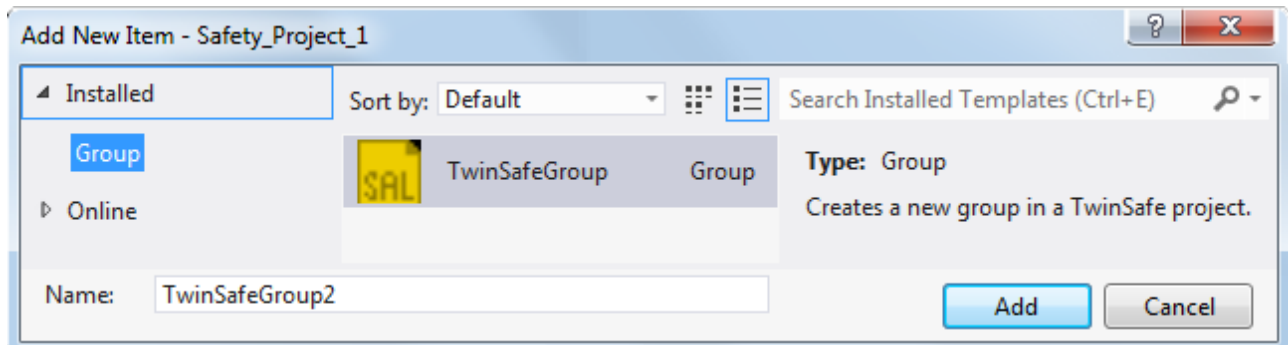 Add New Item - Safety_Project_1
?
Installed
Sort by: Default
Search Installed Templates (Ctrl+E)
Group
SAL
TwinSafeGroup Group
Type: Group
Online
Creates a new group in a TwinSafe project.
Name: TwinSafeGroup2
Add Cancel